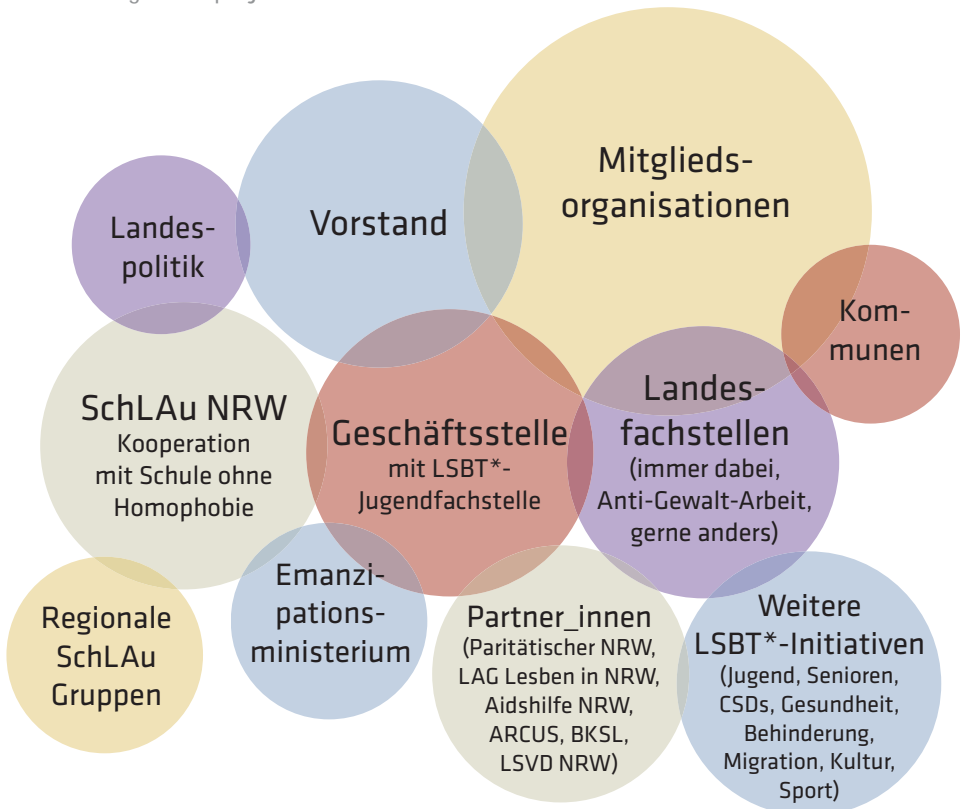 Mitglieds-
organisationen
Vorstand
Landes-
politik
Kom-
munen
SchLAu NRW
Kooperation
mit Schule ohne
Homophobie
Geschäftsstelle
mit LSBT*-
Jugendfachstelle
Landes-
fachstellen
(immer dabei,
Anti-Gewalt-Arbeit,
gerne anders)
Regionale
SchLAu
Gruppen
Emanzi-
pations-
ministerium
Partner_innen
(Paritätischer NRW,
LAG Lesben in NRW,
Aidshilfe NRW,
ARCUS, BKSL,
LSVD NRW)
Weitere
LSBT*-Initiativen
(Jugend, Senioren,
CSDs, Gesundheit,
Behinderung,
Migration, Kultur,
Sport)